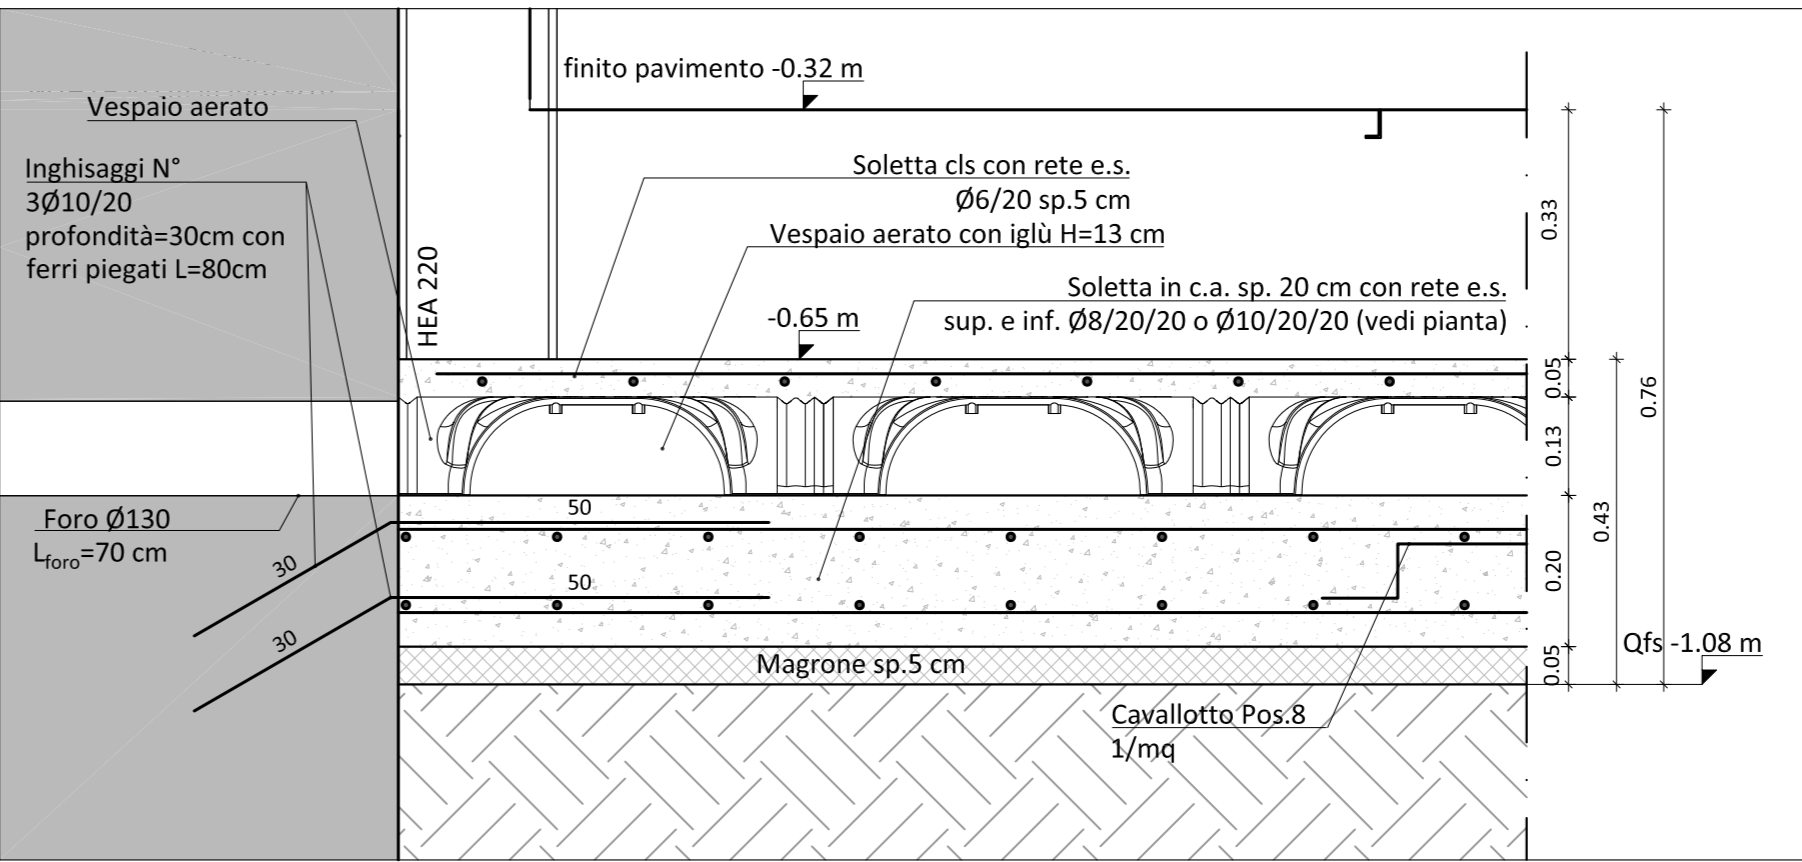 finito pavimento -0.32 m
Vespaio aerato
Inghisaggi N°
3Ø10/20
profondità=30cm con
ferri piegati L=80cm
HEA 220
Soletta cls con rete e.s.
Ø6/20 sp.5 cm
Vespaio aerato con iglù H=13 cm
Soletta in c.a. sp. 20 cm con rete e.s.
sup. e inf. Ø8/20/20 o Ø10/20/20 (vedi pianta)
-0.65 m
0.33
0.05
0.76
0.13
0.43
0.20
0.05
Foro Ø130
Lforo=70 cm
50
30
50
30
Magrone sp.5 cm
Qfs -1.08 m
Cavallotto Pos.8
1/mq